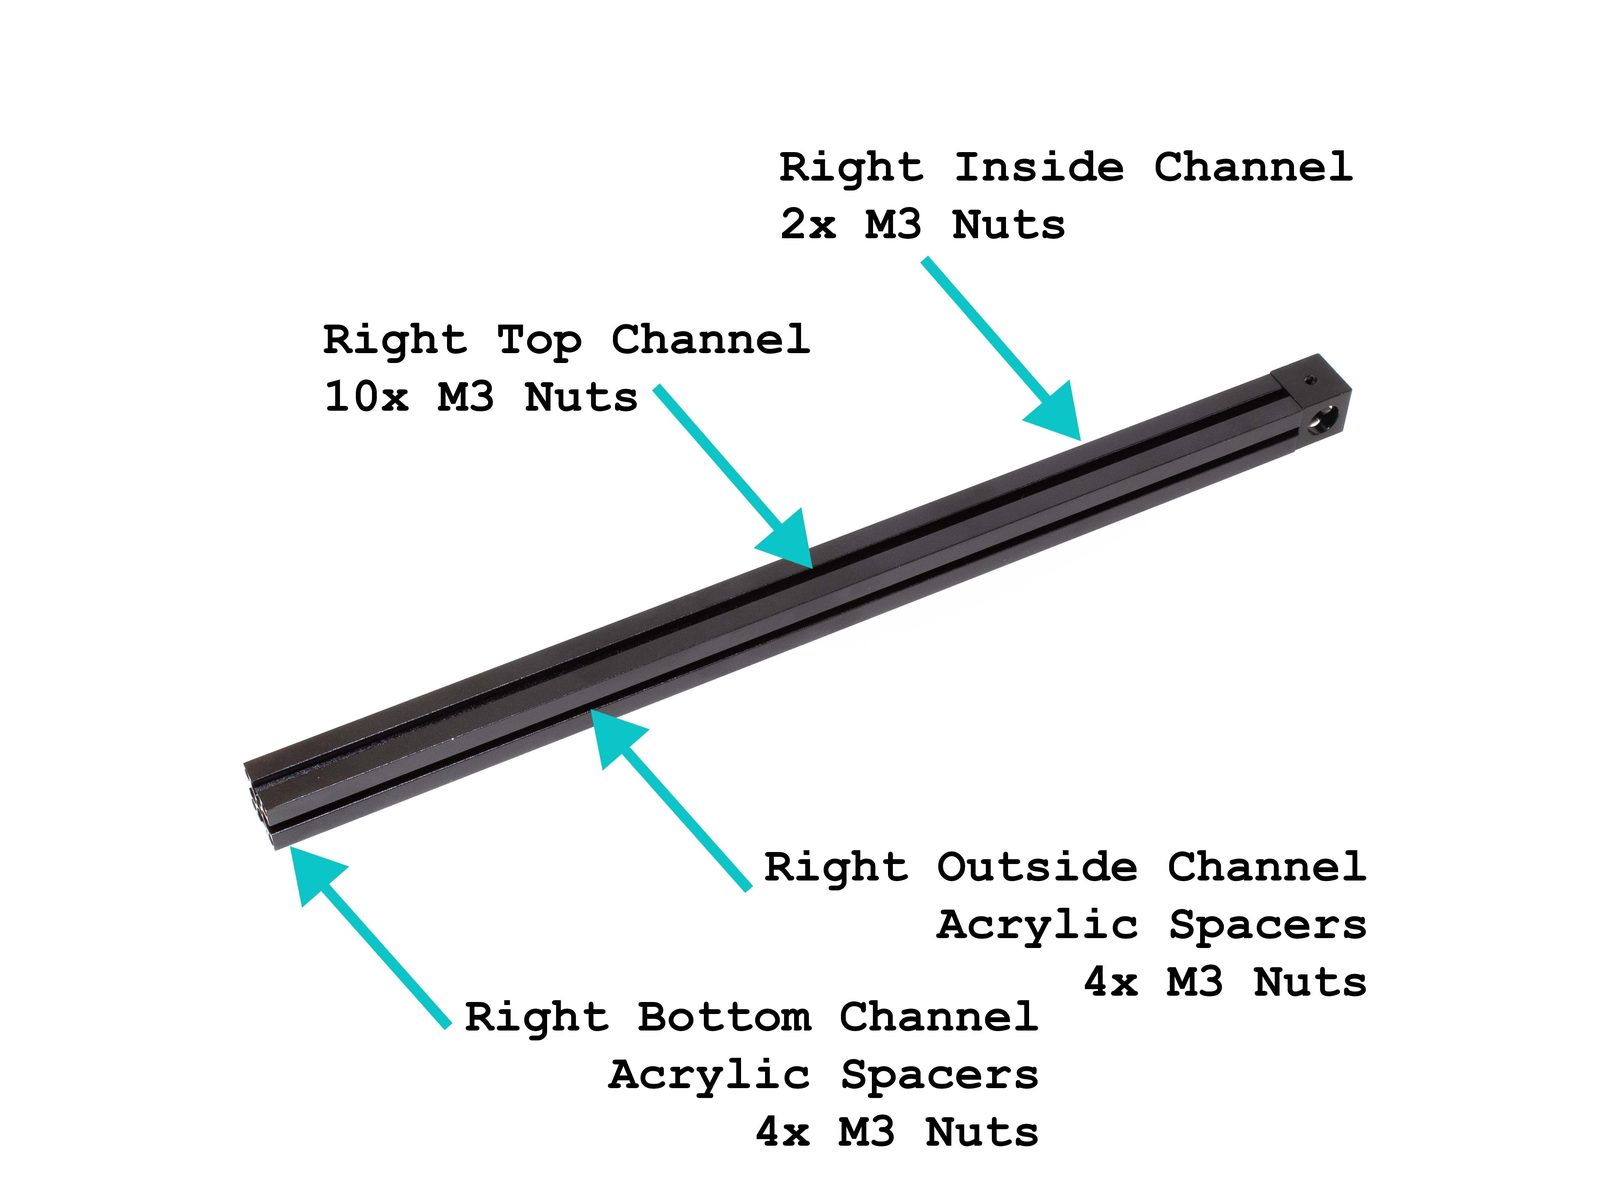 Right Inside Channel
2x M3 Nuts
Right Top Channel
10x M3 Nuts
Right Outside Channel
Acrylic Spacers
4x M3 Nuts
Right Bottom Channel
Acrylic Spacers
4x M3 Nuts